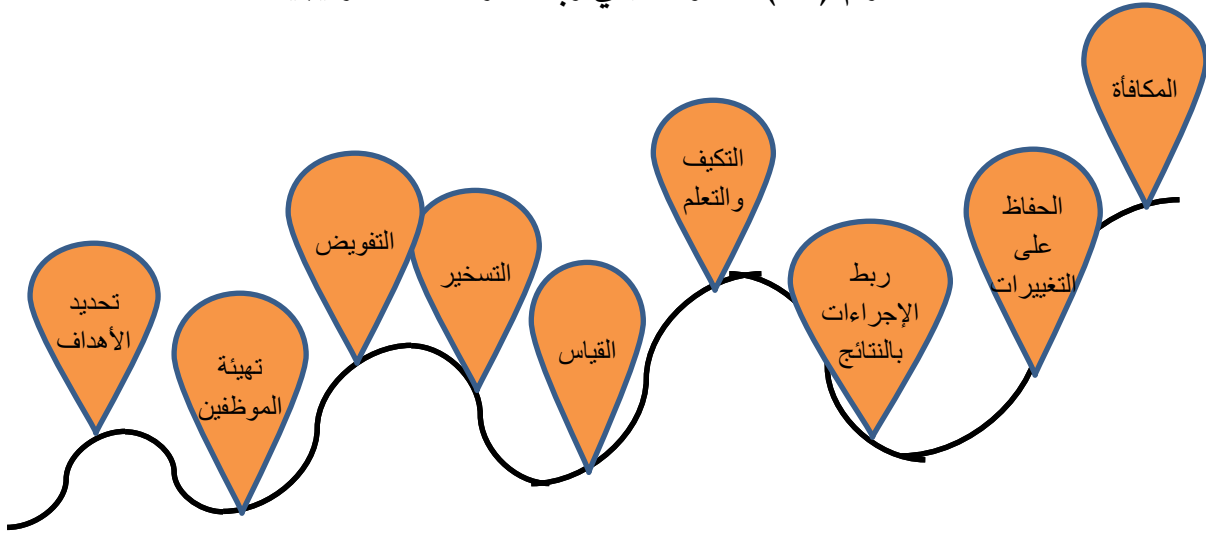 تحديد
الأهداف
تهيئة
الموظفين
التفويض
التسخير
القياس
التكيف
والتعلم
ربط
الإجراءات
بالنتائج
الحفاظ
على
التغييرات
المكافأة